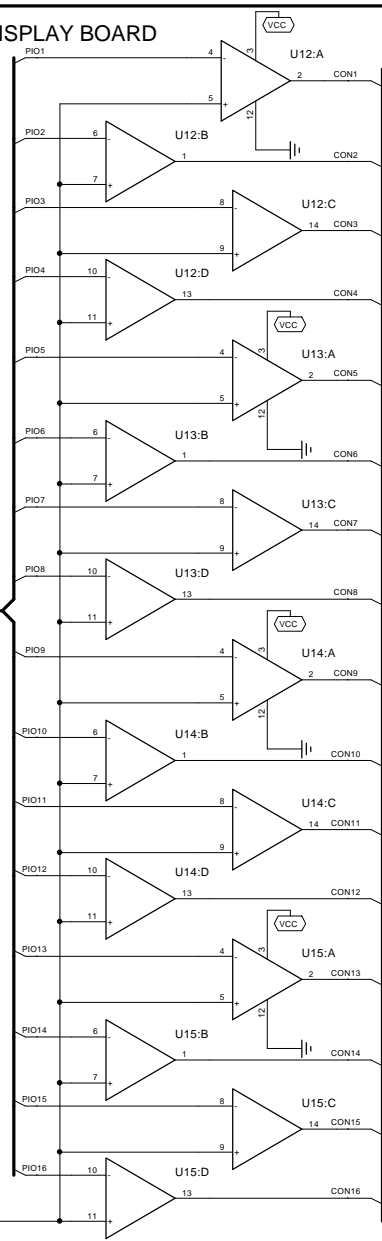 ISPLAY BOARD
VCC
PIO1 4 - 3 U12:A
2 CON1
5 + 12
PIO2 6 - U12:B
1 CON2
7 +
PIO3 8 - U12:C
14 CON3
9 +
PIO4 10 - U12:D
13 CON4
11 +
VCC
PIO5 4 - 3 U13:A
2 CON5
5 + 12
PIO6 6 - U13:B
1 CON6
7 +
PIO7 8 - U13:C
14 CON7
9 +
PIO8 10 - U13:D
13 CON8
11 +
VCC
PIO9 4 - 3 U14:A
2 CON9
5 + 12
PIO10 6 - U14:B
1 CON10
7 +
PIO11 8 - U14:C
14 CON11
9 +
PIO12 10 - U14:D
13 CON12
11 +
VCC
PIO13 4 - 3 U15:A
2 CON13
5 + 12
PIO14 6 - U15:B
1 CON14
7 +
PIO15 8 - U15:C
14 CON15
9 +
PIO16 10 - U15:D
13 CON16
11 +